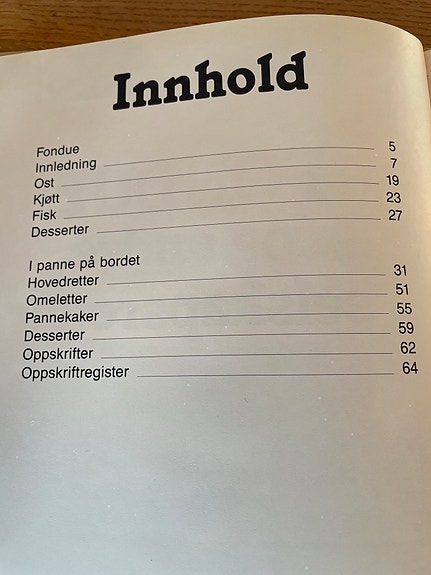 Innhold
Fondue
Innledning 5
Ost 7
Kjøtt 19
Fisk 23
Desserter 27
I panne på bordet
Hovedretter 31
Omeletter 51
Pannekaker 55
Desserter 59
Oppskrifter 62
Oppskriftregister 64